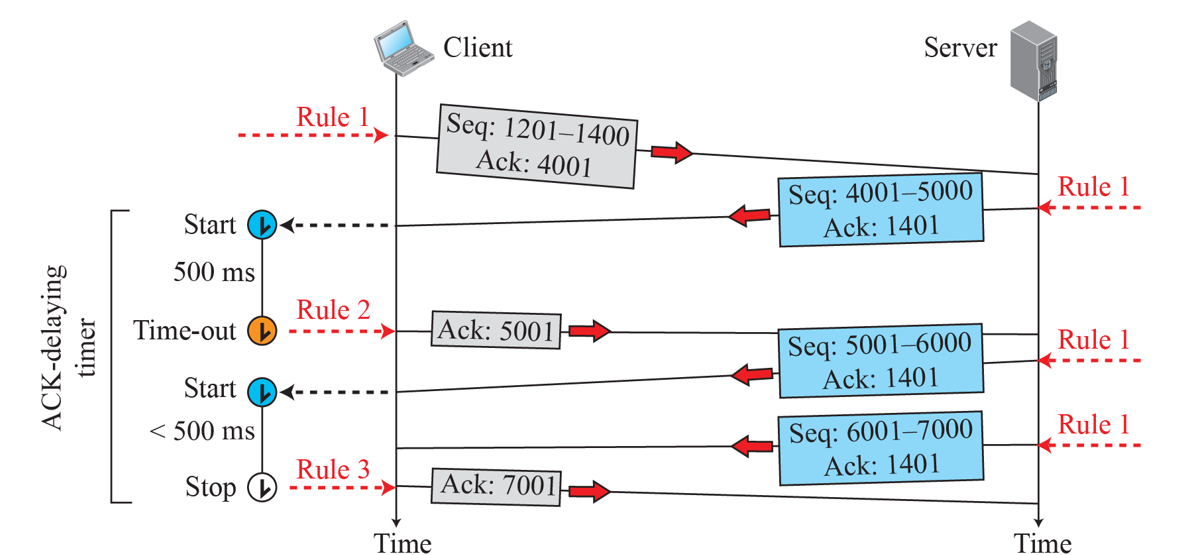 Client
Server
Rule 1
Seq: 1201–1400
Ack: 4001
Rule 1
Seq: 4001–5000
Ack: 1401
Start
500 ms
Time-out
Rule 2
Ack: 5001
Rule 1
Seq: 5001–6000
Ack: 1401
Start
< 500 ms
Rule 1
Seq: 6001–7000
Ack: 1401
Stop
Rule 3
Ack: 7001
ACK-delaying
timer
Time
Time